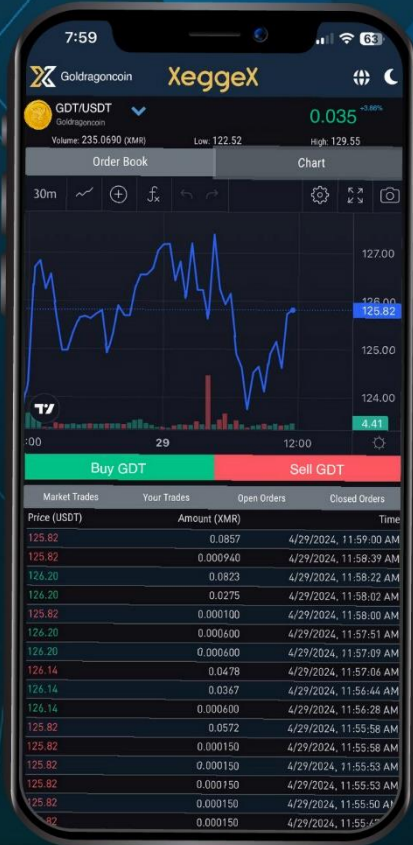 7:59
63
Goldragoncoin
XeggeX
GDT/USDT
Goldragoncoin
0.035 +3.66%
Volume: 235.0690 (XMR) Low: 122.52 High: 129.55
Order Book Chart
30m
127.00
126.00
125.82
125.00
124.00
4.41
:00 29 12:00
Buy GDT Sell GDT
Market Trades Your Trades Open Orders Closed Orders
Price (USDT) Amount (XMR) Time
125.82 0.0857 4/29/2024, 11:59:00 AM
125.82 0.000940 4/29/2024, 11:58:39 AM
126.20 0.0823 4/29/2024, 11:58:22 AM
126.20 0.0275 4/29/2024, 11:58:02 AM
125.82 0.000100 4/29/2024, 11:58:00 AM
126.20 0.000600 4/29/2024, 11:57:51 AM
126.20 0.000600 4/29/2024, 11:57:09 AM
126.14 0.0478 4/29/2024, 11:57:06 AM
126.14 0.0367 4/29/2024, 11:56:44 AM
126.14 0.000600 4/29/2024, 11:56:28 AM
125.82 0.0572 4/29/2024, 11:55:58 AM
125.82 0.000150 4/29/2024, 11:55:58 AM
125.82 0.000150 4/29/2024, 11:55:53 AM
125.82 0.000150 4/29/2024, 11:55:53 AM
125.82 0.000150 4/29/2024, 11:55:50 AM
0.000150 4/29/2024,